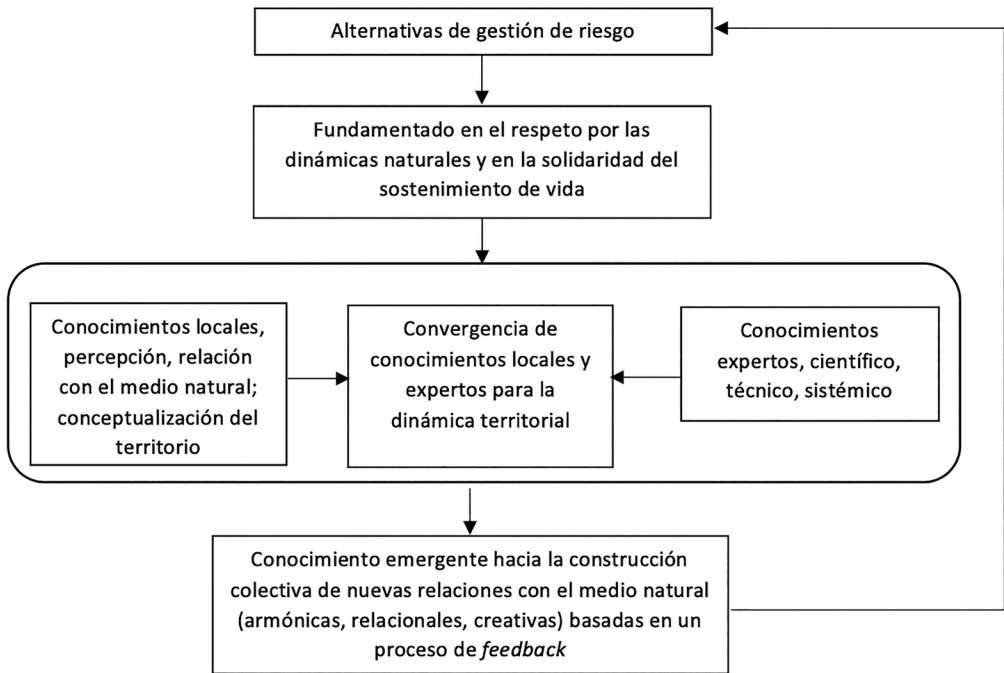 Alternativas de gestión de riesgo
Fundamentado en el respeto por las
dinámicas naturales y en la solidaridad del
sostenimiento de vida
Conocimientos locales,
percepción, relación
con el medio natural;
conceptualización del
territorio
Convergencia de
conocimientos locales y
expertos para la
dinámica territorial
Conocimientos
expertos, científico,
técnico, sistémico
Conocimiento emergente hacia la construcción
colectiva de nuevas relaciones con el medio natural
(armónicas, relacionales, creativas) basadas en un
proceso de feedback